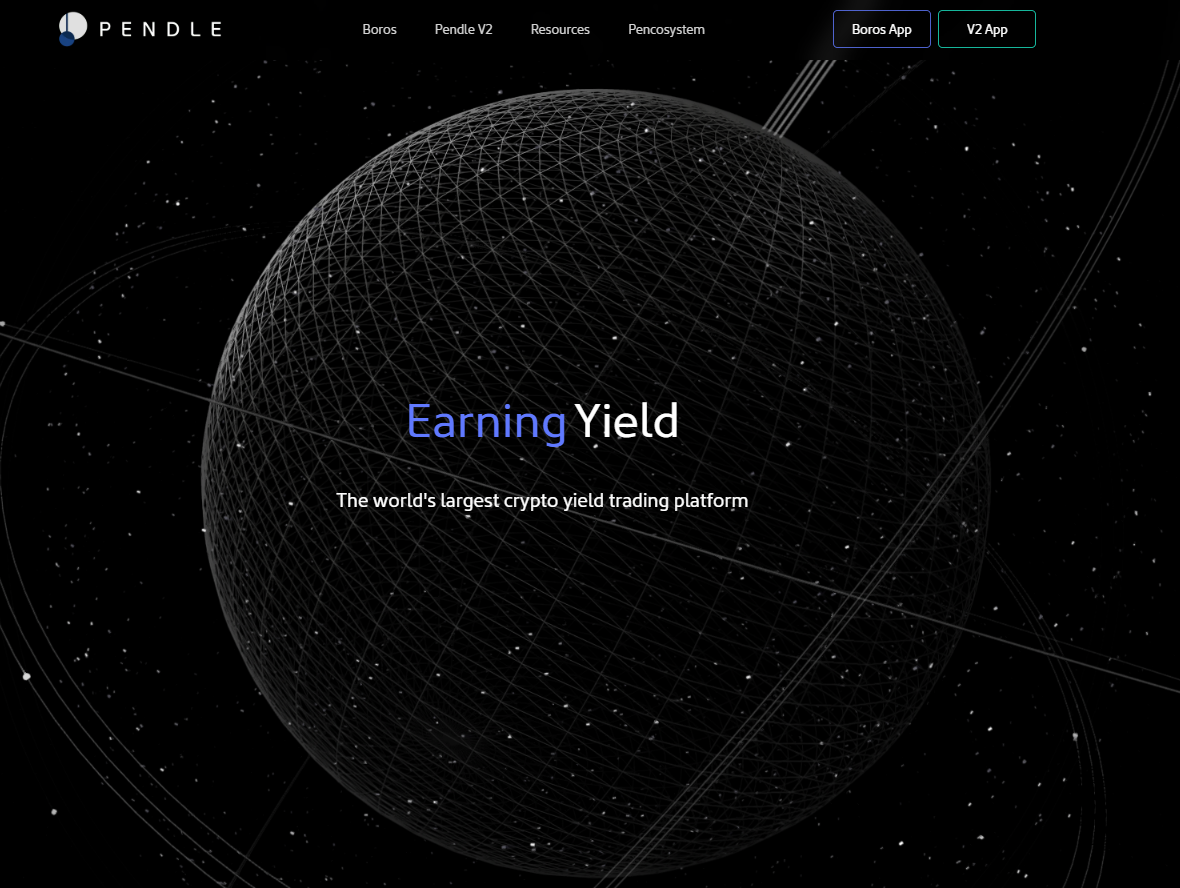 PENDLE
Boros
Pendle V2
Resources
Pencosystem
Boros App
V2 App
Earning Yield
The world's largest crypto yield trading platform